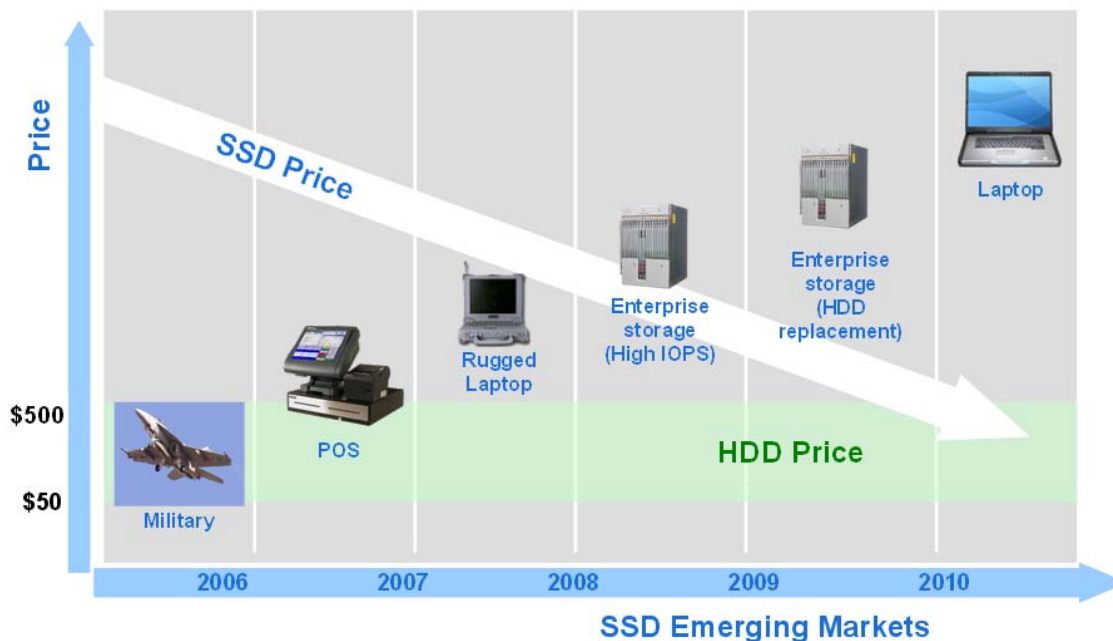 Price
SSD Price
Laptop
Enterprise
storage
(HDD
replacement)
Enterprise
storage
(High IOPS)
Rugged
Laptop
$500
POS
HDD Price
$50
Military
2006
2007
2008
2009
2010
SSD Emerging Markets